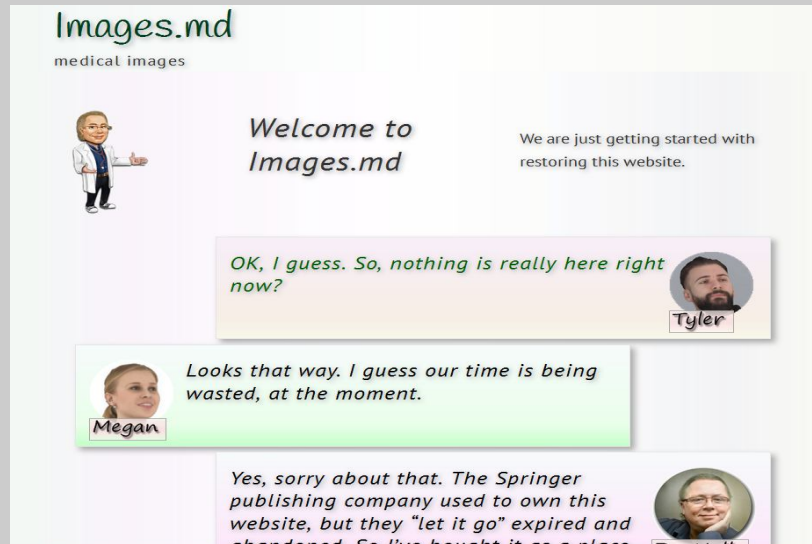 Images.md
medical images
Welcome to
Images.md
We are just getting started with
restoring this website.
OK, I guess. So, nothing is really here right
now?
Tyler
Looks that way. I guess our time is being
wasted, at the moment.
Megan
Yes, sorry about that. The Springer
publishing company used to own this
website, but they “let it go” expired and
abandoned. So I've bought it as a place